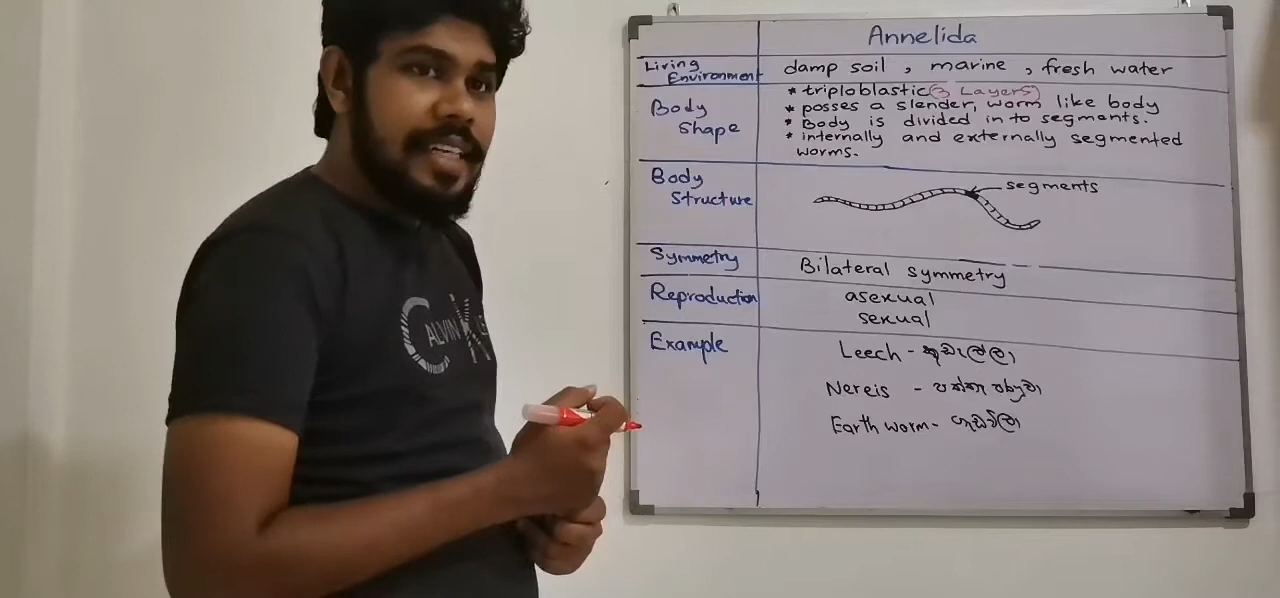 Annelida
Living Environment
damp soil , marine , fresh water
Body Shape
* triploblastic (3 Layers)
* posses a slender, worm like body
* Body is divided in to segments.
* internally and externally segmented
worms.
Body Structure
segments
Symmetry
Bilateral symmetry
Reproduction
asexual
sexual
Example
Leech - කූඩැල්ලා
Nereis -
Earth worm - ගැඩවිලා
CALVIN